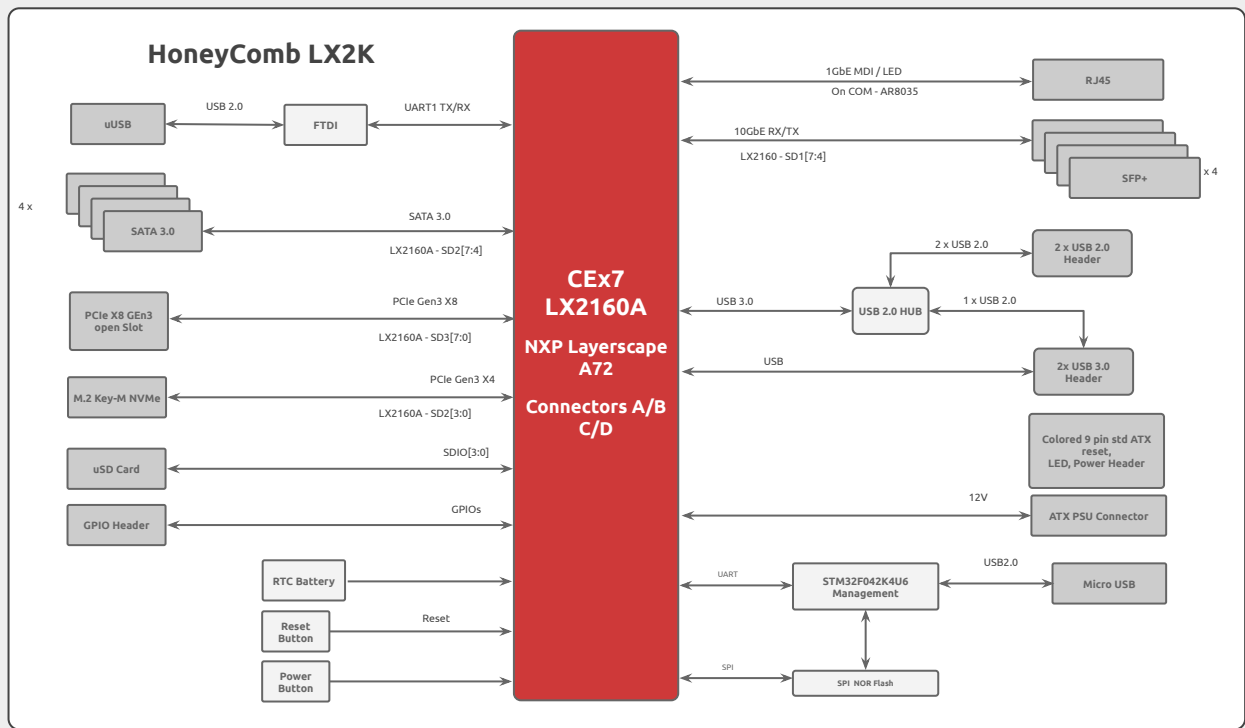 HoneyComb LX2K
uUSB
USB 2.0
FTDI
UART1 TX/RX
4 x
SATA 3.0
SATA 3.0
LX2160A - SD2[7:4]
PCIe X8 GEn3
open Slot
PCIe Gen3 X8
LX2160A - SD3[7:0]
M.2 Key-M NVMe
PCIe Gen3 X4
LX2160A - SD2[3:0]
uSD Card
SDIO[3:0]
GPIO Header
GPIOs
RTC Battery
Reset
Button
Reset
Power
Button
CEx7
LX2160A
NXP Layerscape
A72
Connectors A/B
C/D
1GbE MDI / LED
On COM - AR8035
RJ45
10GbE RX/TX
LX2160 - SD1[7:4]
SFP+
x 4
2 x USB 2.0
2 x USB 2.0
Header
USB 3.0
USB 2.0 HUB
1 x USB 2.0
USB
2x USB 3.0
Header
Colored 9 pin std ATX
reset,
LED, Power Header
12V
ATX PSU Connector
UART
STM32F042K4U6
Management
USB2.0
Micro USB
SPI
SPI NOR Flash